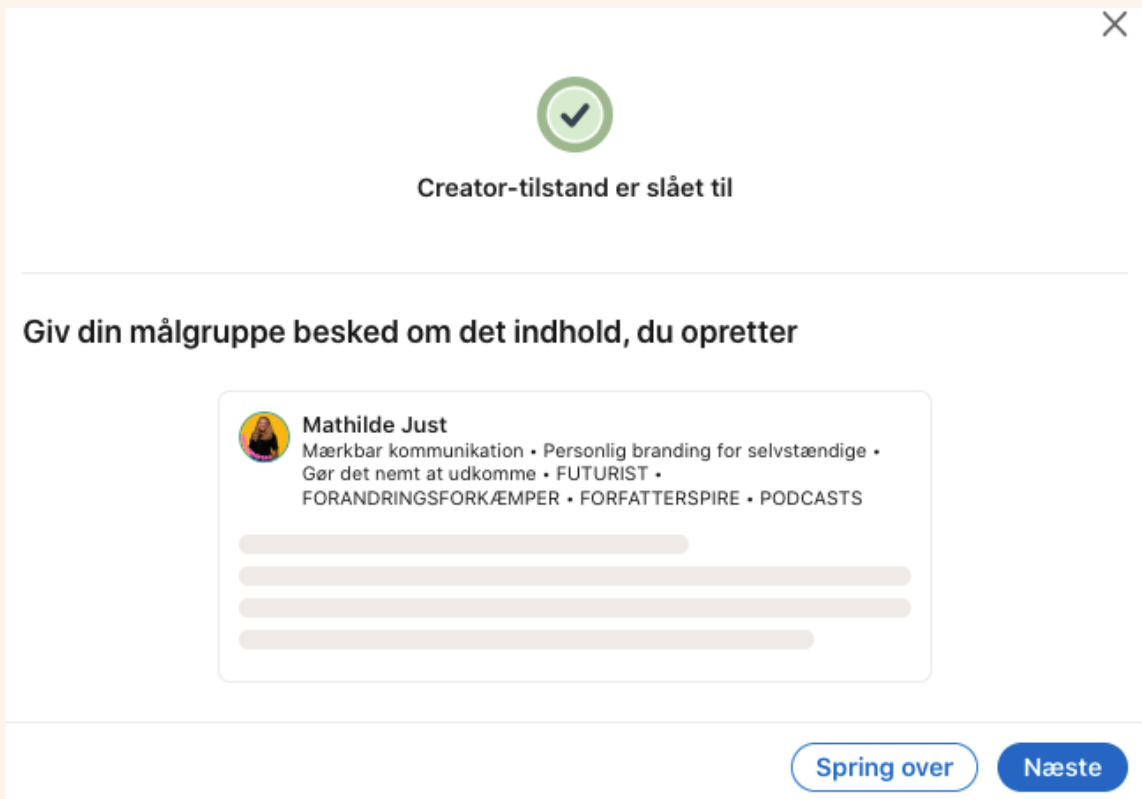 Creator-tilstand er slået til
Giv din målgruppe besked om det indhold, du opretter
Mathilde Just
Mærkbar kommunikation • Personlig branding for selvstændige •
Gør det nemt at udkomme • FUTURIST •
FORANDRINGSFORKÆMPER • FORFATTERSPIRE • PODCASTS
Spring over
Næste